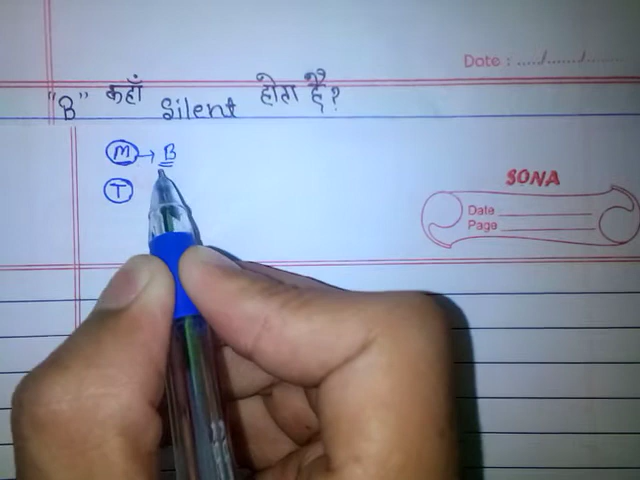 Date : ...../....../.......
"B" कहाँ Silent होता है?
M → B
T
SONA
Date
Page